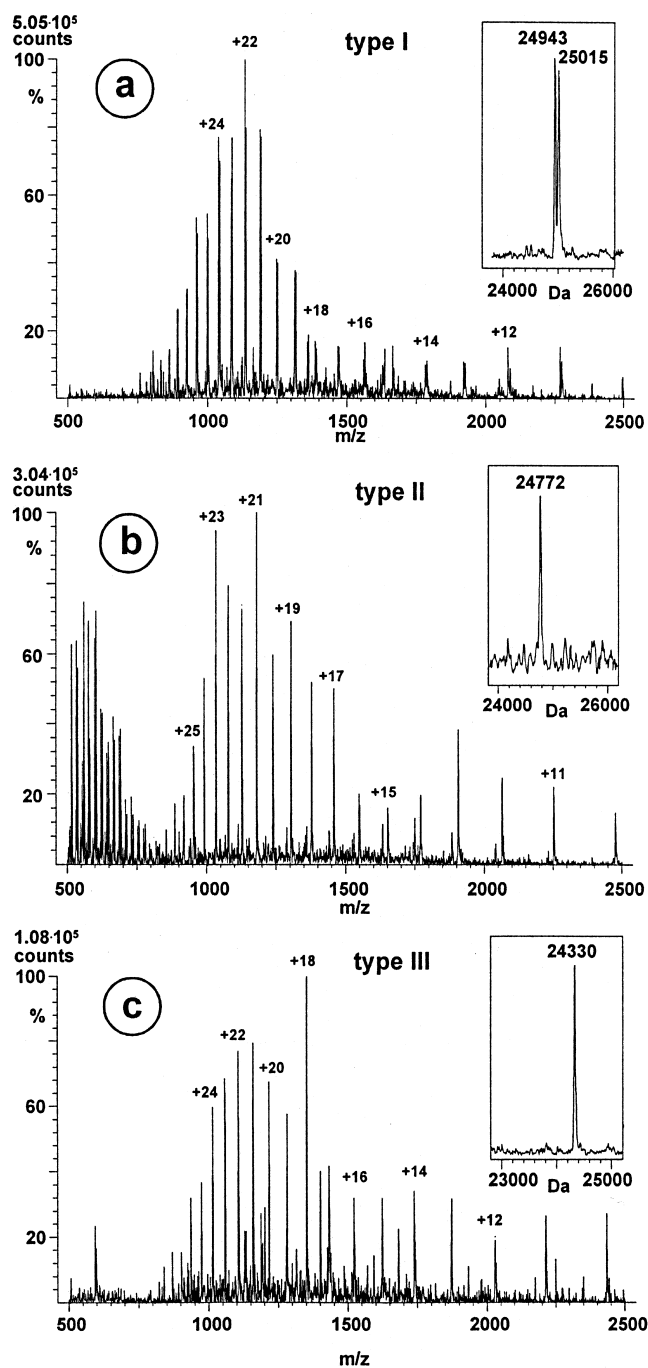 5.05·10⁵
counts
type I
100
%
60
20
a
+24
+22
+20
+18
+16
+14
+12
24943
25015
24000 Da 26000
500 1000 1500 2000 2500
m/z
3.04·10⁵
counts
type II
100
%
60
20
b
+25
+23
+21
+19
+17
+15
+11
24772
24000 Da 26000
500 1000 1500 2000 2500
m/z
1.08·10⁵
counts
type III
100
%
60
20
c
+24
+22
+20
+18
+16
+14
+12
24330
23000 Da 25000
500 1000 1500 2000 2500
m/z